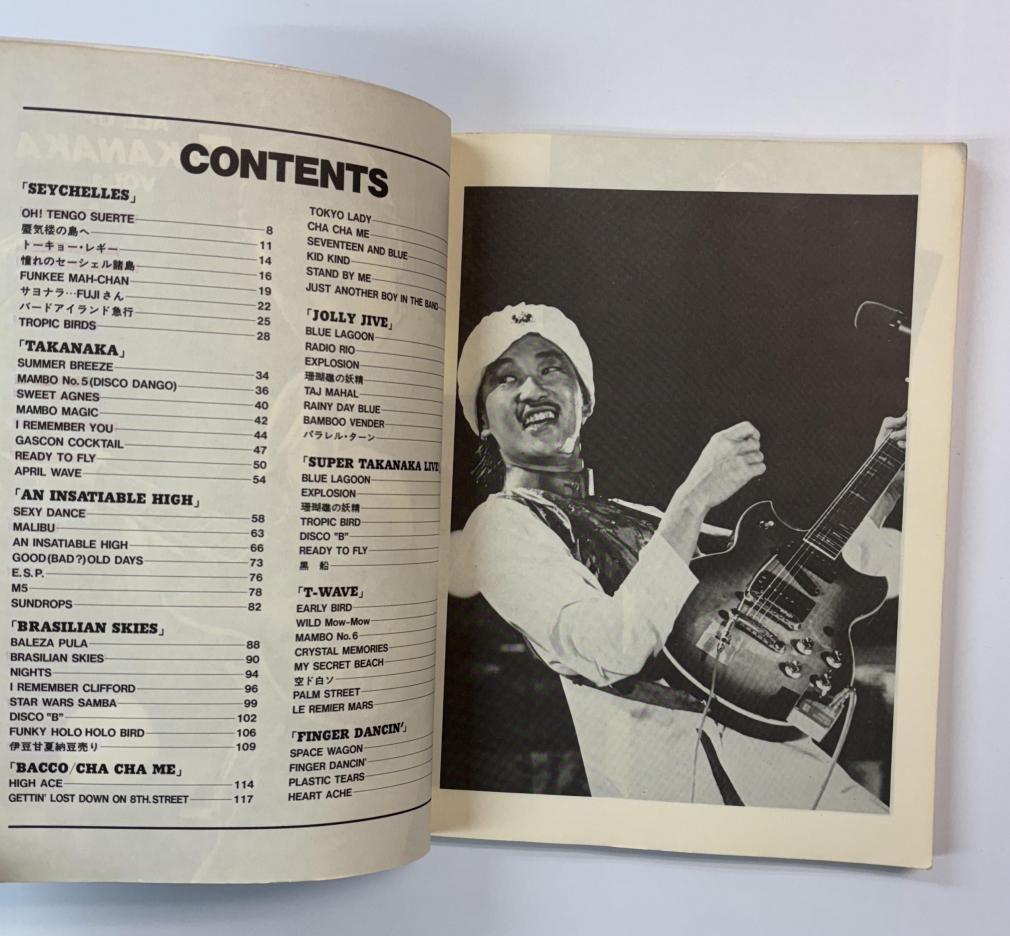 CONTENTS
「SEYCHELLES」
OH! TENGO SUERTE 8
蜃気楼の島へ 11
トーキョー・レギー 14
憧れのセーシェル諸島 16
FUNKEE MAH-CHAN 19
サヨナラ…FUJIさん 22
バードアイランド急行 25
TROPIC BIRDS 28
「TAKANAKA」
SUMMER BREEZE 34
MAMBO No.5(DISCO DANGO) 36
SWEET AGNES 40
MAMBO MAGIC 42
I REMEMBER YOU 44
GASCON COCKTAIL 47
READY TO FLY 50
APRIL WAVE 54
「AN INSATIABLE HIGH」
SEXY DANCE 58
MALIBU 63
AN INSATIABLE HIGH 66
GOOD(BAD?)OLD DAYS 73
E.S.P. 76
M5 78
SUNDROPS 82
「BRASILIAN SKIES」
BALEZA PULA 88
BRASILIAN SKIES 90
NIGHTS 94
I REMEMBER CLIFFORD 96
STAR WARS SAMBA 99
DISCO "B" 102
FUNKY HOLO HOLO BIRD 106
伊豆甘夏納豆売り 109
「BACCO/CHA CHA ME」
HIGH ACE 114
GETTIN' LOST DOWN ON 8TH.STREET 117
TOKYO LADY
CHA CHA ME
SEVENTEEN AND BLUE
KID KIND
STAND BY ME
JUST ANOTHER BOY IN THE BAND
「JOLLY JIVE」
BLUE LAGOON
RADIO RIO
EXPLOSION
珊瑚礁の妖精
TAJ MAHAL
RAINY DAY BLUE
BAMBOO VENDER
パラレル・ターン
「SUPER TAKANAKA LIVE
BLUE LAGOON
EXPLOSION
珊瑚礁の妖精
TROPIC BIRD
DISCO "B"
READY TO FLY
黒 船
「T-WAVE」
EARLY BIRD
WILD Mow-Mow
MAMBO No.6
CRYSTAL MEMORIES
MY SECRET BEACH
空ド白ソ
PALM STREET
LE REMIER MARS
「FINGER DANCIN'」
SPACE WAGON
FINGER DANCIN'
PLASTIC TEARS
HEART ACHE